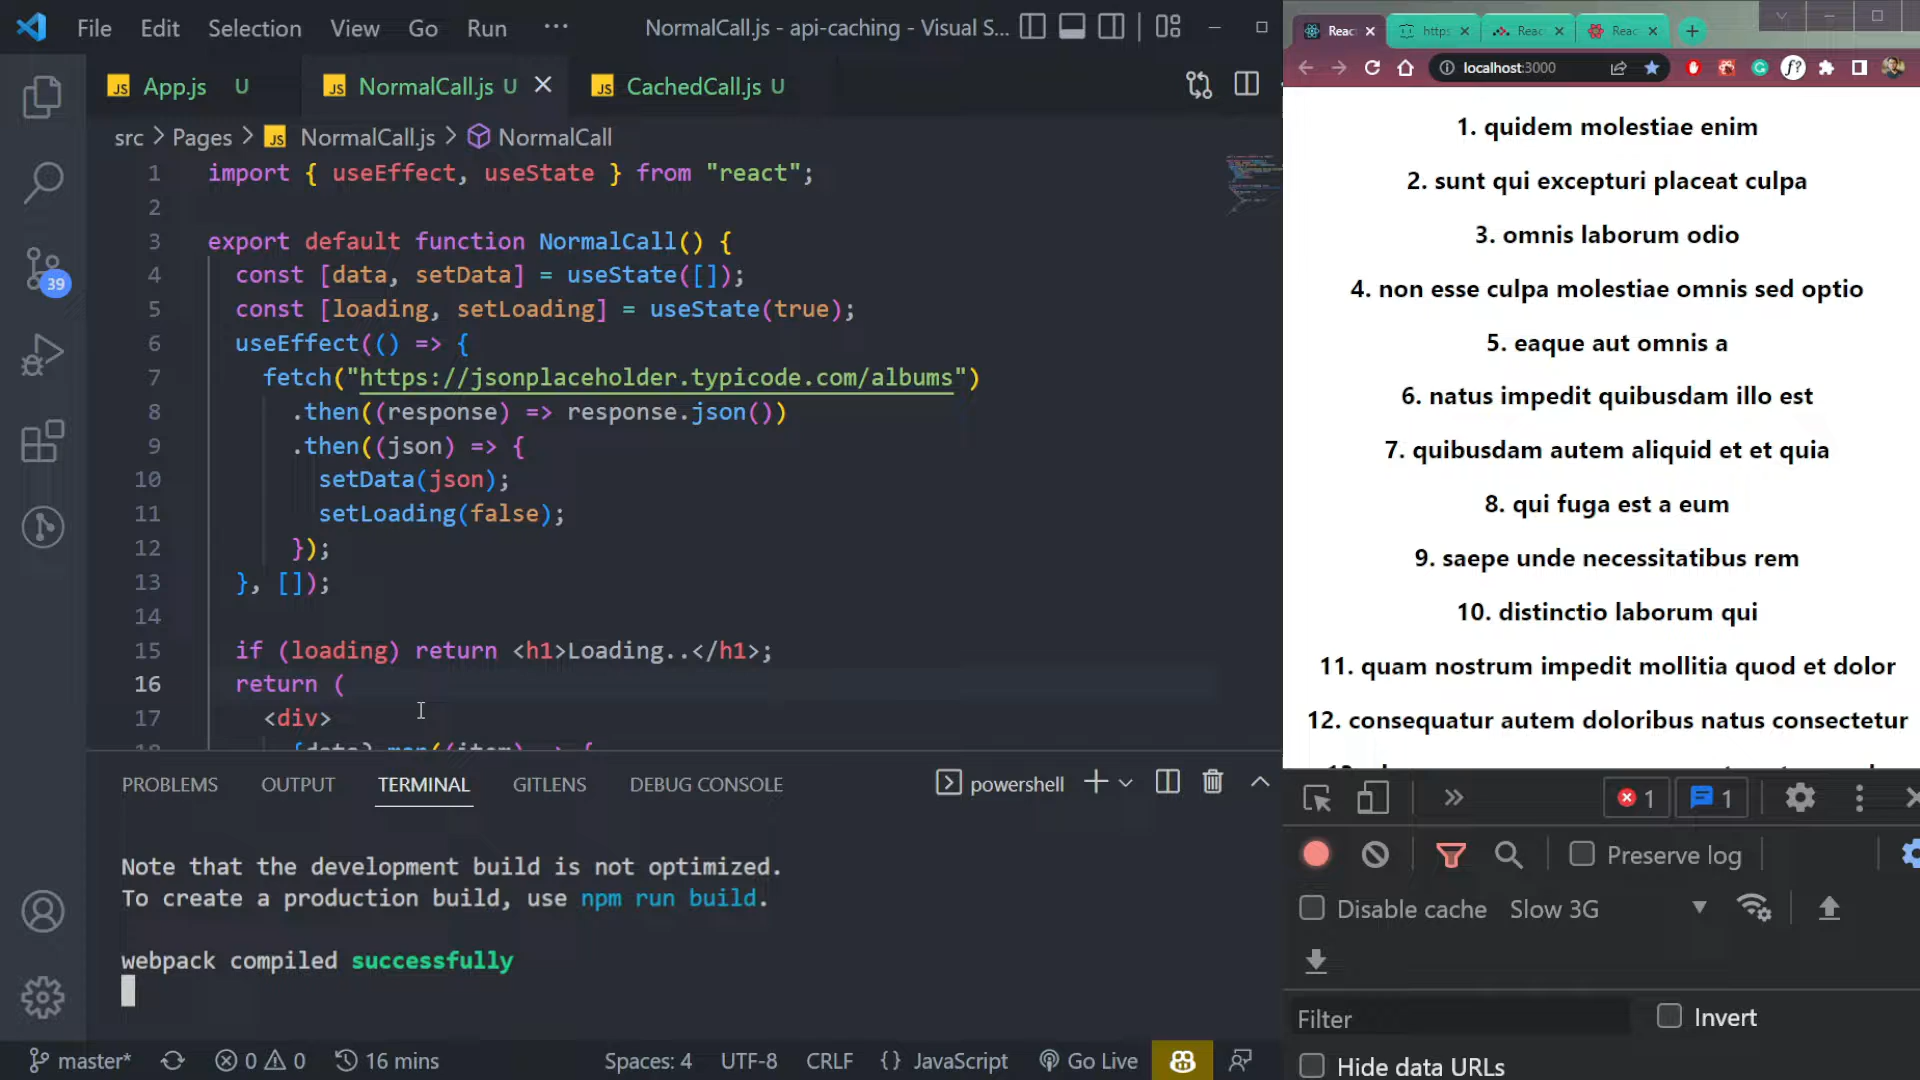 File Edit Selection View Go Run ··· NormalCall.js - api-caching - Visual S...
JS App.js U JS NormalCall.js U JS CachedCall.js U
src > Pages > JS NormalCall.js > NormalCall
1 import { useEffect, useState } from "react";
2
3 export default function NormalCall() {
4 const [data, setData] = useState([]);
5 const [loading, setLoading] = useState(true);
6 useEffect(() => {
7 fetch("https://jsonplaceholder.typicode.com/albums")
8 .then((response) => response.json())
9 .then((json) => {
10 setData(json);
11 setLoading(false);
12 });
13 }, []);
14
15 if (loading) return <h1>Loading..</h1>;
16 return (
17 <div>
39
PROBLEMS OUTPUT TERMINAL GITLENS DEBUG CONSOLE powershell
Note that the development build is not optimized.
To create a production build, use npm run build.
webpack compiled successfully
master* 0 0 16 mins Spaces: 4 UTF-8 CRLF {} JavaScript Go Live
Reac https Reac Reac
localhost:3000 f?
1. quidem molestiae enim
2. sunt qui excepturi placeat culpa
3. omnis laborum odio
4. non esse culpa molestiae omnis sed optio
5. eaque aut omnis a
6. natus impedit quibusdam illo est
7. quibusdam autem aliquid et et quia
8. qui fuga est a eum
9. saepe unde necessitatibus rem
10. distinctio laborum qui
11. quam nostrum impedit mollitia quod et dolor
12. consequatur autem doloribus natus consectetur
1 1
Preserve log
Disable cache Slow 3G
Filter Invert
Hide data URLs